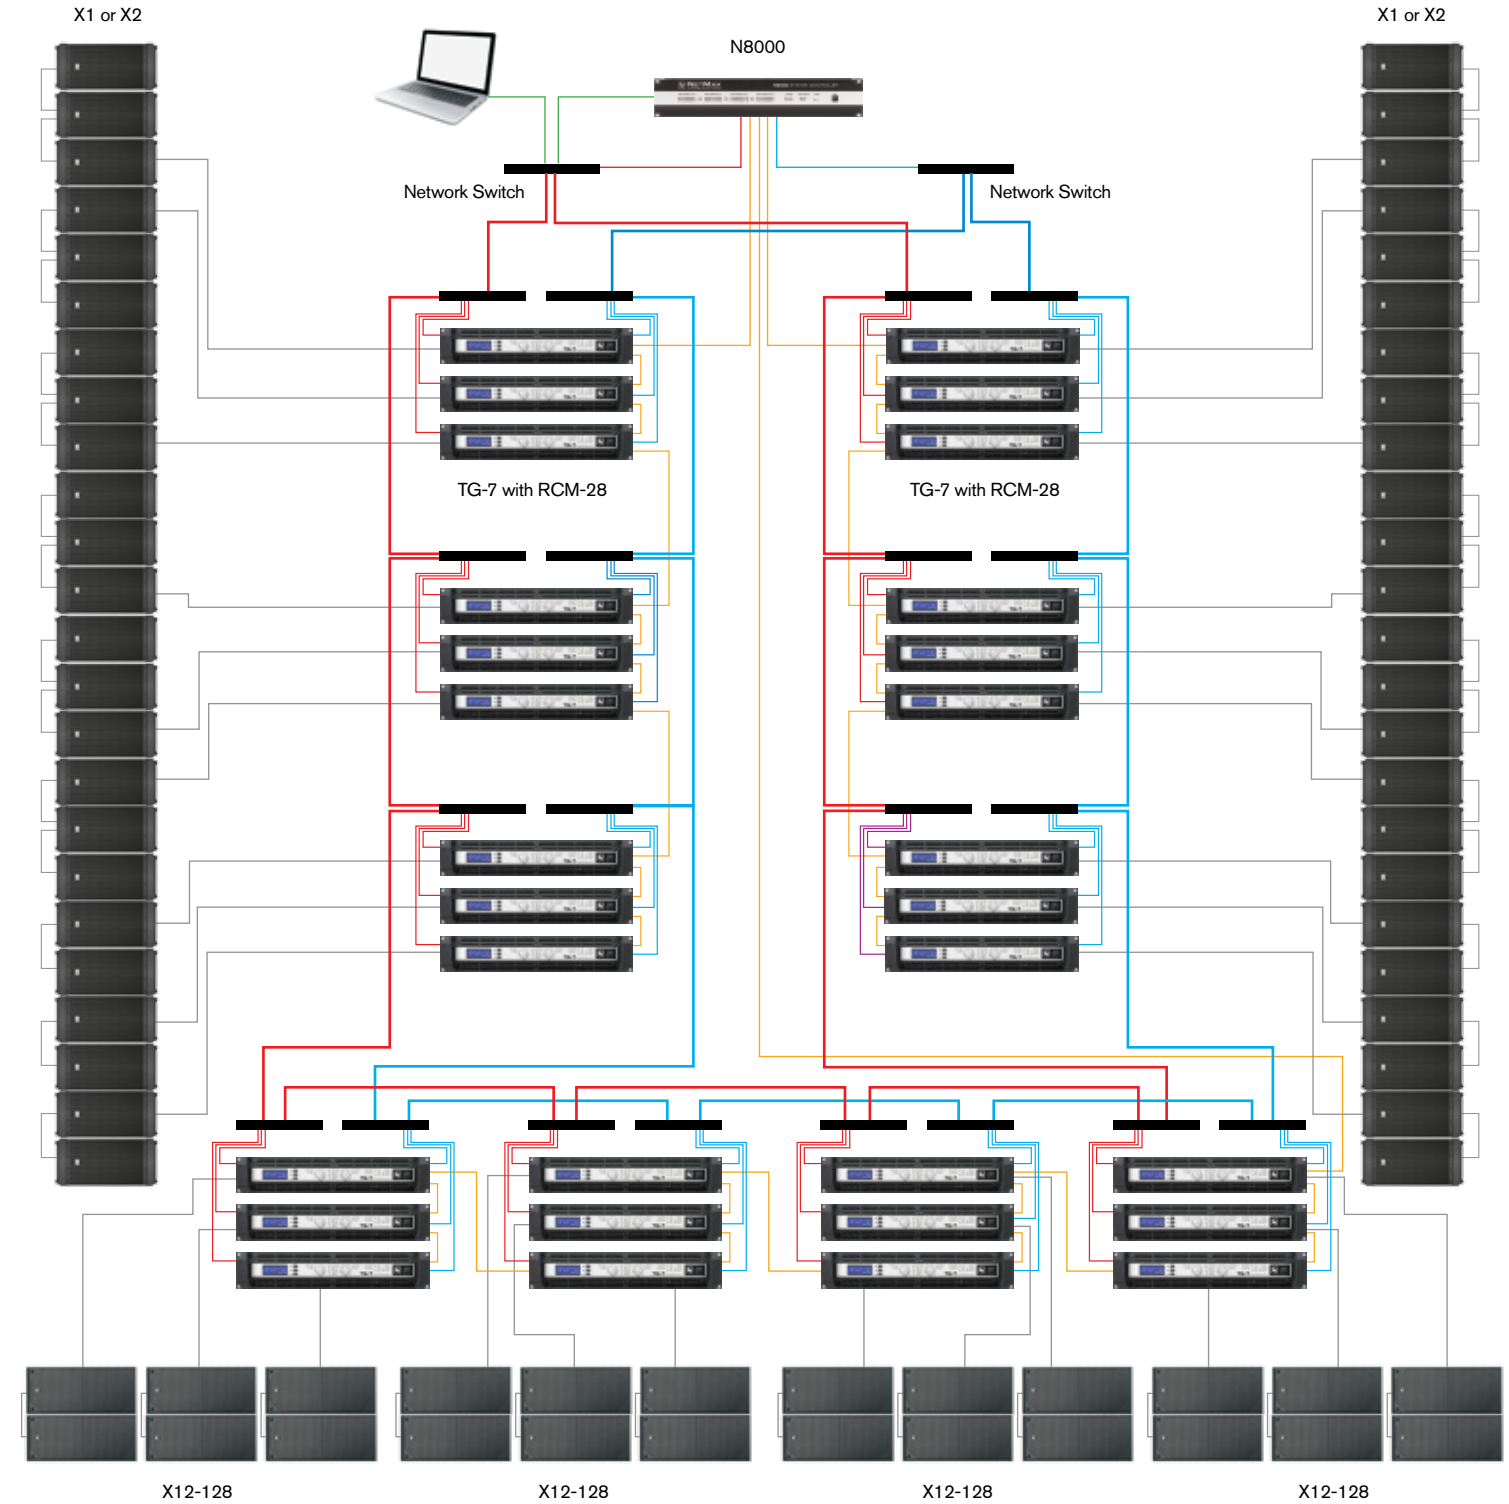 X1 or X2
X1 or X2
N8000
Network Switch
Network Switch
TG-7 with RCM-28
TG-7 with RCM-28
X12-128
X12-128
X12-128
X12-128